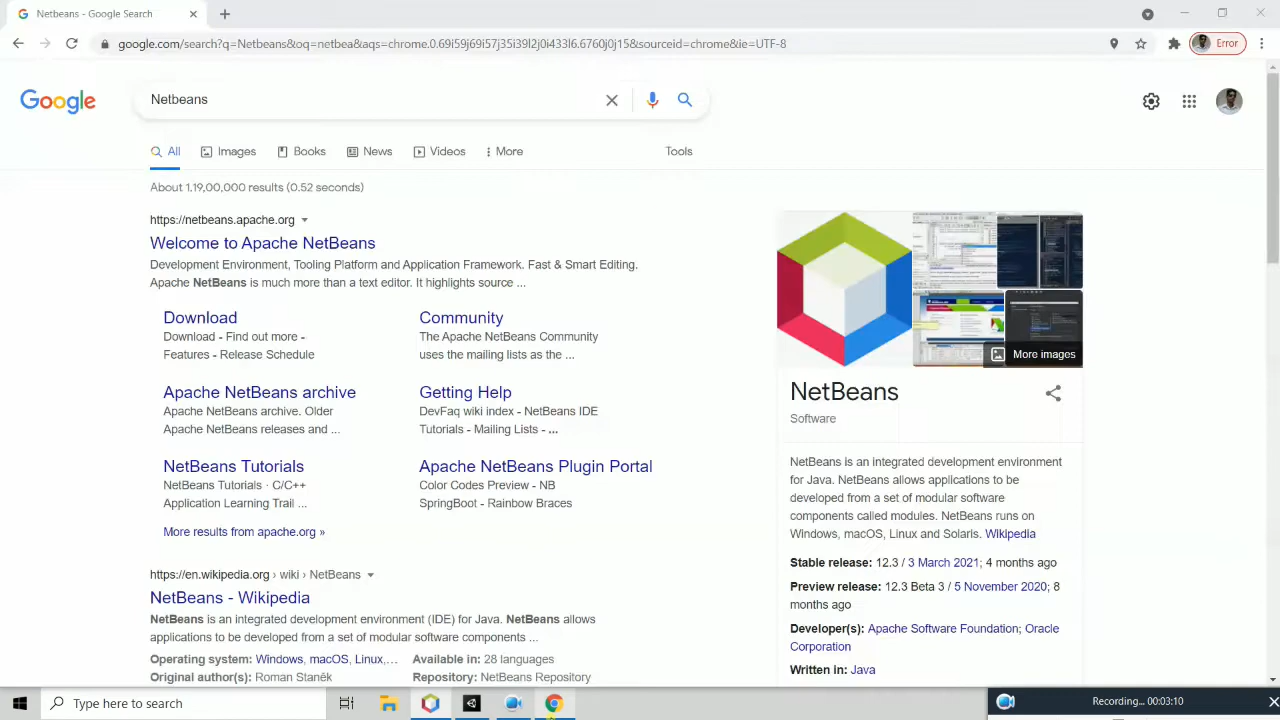 Netbeans - Google Search
google.com/search?q=Netbeans&oq=netbea&aqs=chrome.0.69i59j69i57j35i39l2j0i433l6.6760j0j15&sourceid=chrome&ie=UTF-8
Error
Google
Netbeans
All
Images
Books
News
Videos
More
Tools
About 1,19,00,000 results (0.52 seconds)
https://netbeans.apache.org
Welcome to Apache NetBeans
Development Platform and Application Framework. Fast & Smart Editing.
Apache NetBeans much more than a text editor. It highlights source ...
Download
Download - Find out more -
Features - Release Schedule
Community
The Apache NetBeans Community
uses the mailing lists as the ...
Apache NetBeans archive
Apache NetBeans archive. Older
Apache NetBeans releases and ...
Getting Help
DevFaq wiki index - NetBeans IDE
Tutorials - Mailing Lists - ...
NetBeans Tutorials
NetBeans Tutorials · C/C++
Application Learning Trail ...
Apache NetBeans Plugin Portal
Color Codes Preview - NB
SpringBoot - Rainbow Braces
More results from apache.org »
https://en.wikipedia.org › wiki › NetBeans
NetBeans - Wikipedia
NetBeans is an integrated development environment (IDE) for Java. NetBeans allows
applications to be developed from a set of modular software components ...
Operating system: Windows, macOS, Linux,...
Available in: 28 languages
Original author(s): Roman Staněk
Repository: NetBeans Repository
More images
NetBeans
Software
NetBeans is an integrated development environment
for Java. NetBeans allows applications to be
developed from a set of modular software
components called modules. NetBeans runs on
Windows, macOS, Linux and Solaris. Wikipedia
Stable release: 12.3 / 3 March 2021; 4 months ago
Preview release: 12.3 Beta 3 / 5 November 2020; 8
months ago
Developer(s): Apache Software Foundation; Oracle
Corporation
Written in: Java
Type here to search
Recording... 00:03:10